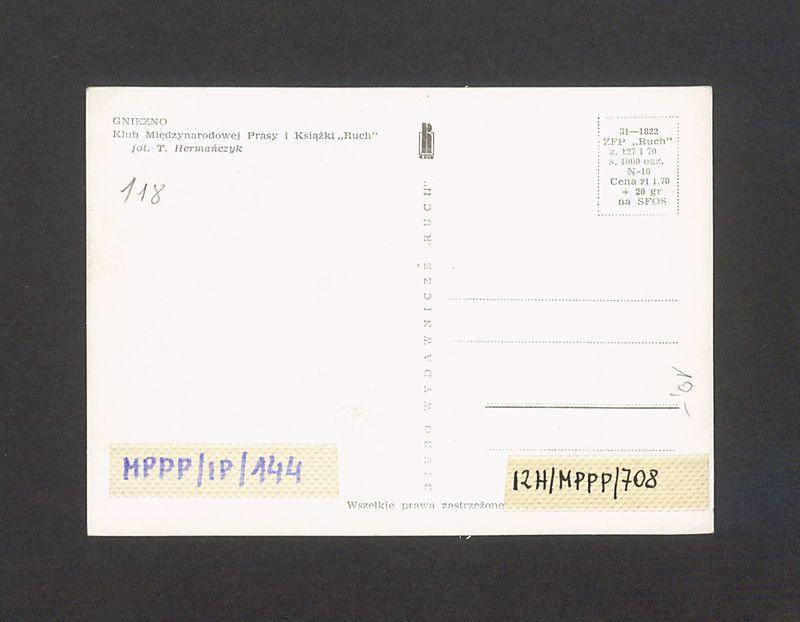 GNIEZNO
Klub Międzynarodowej Prasy i Książki „Ruch”
fot. T. Hermańczyk
118
31—1822
ZFP „Ruch”
z. 127 I 70
s. 1000 egz.
N-10
Cena zł 1.70
+ 20 gr
na SFOS
BIURO WYDAWNICZE „RUCH”
10,-
MPPP/IP/144
12H/MPPP/708
Wszelkie prawa zastrzeżone